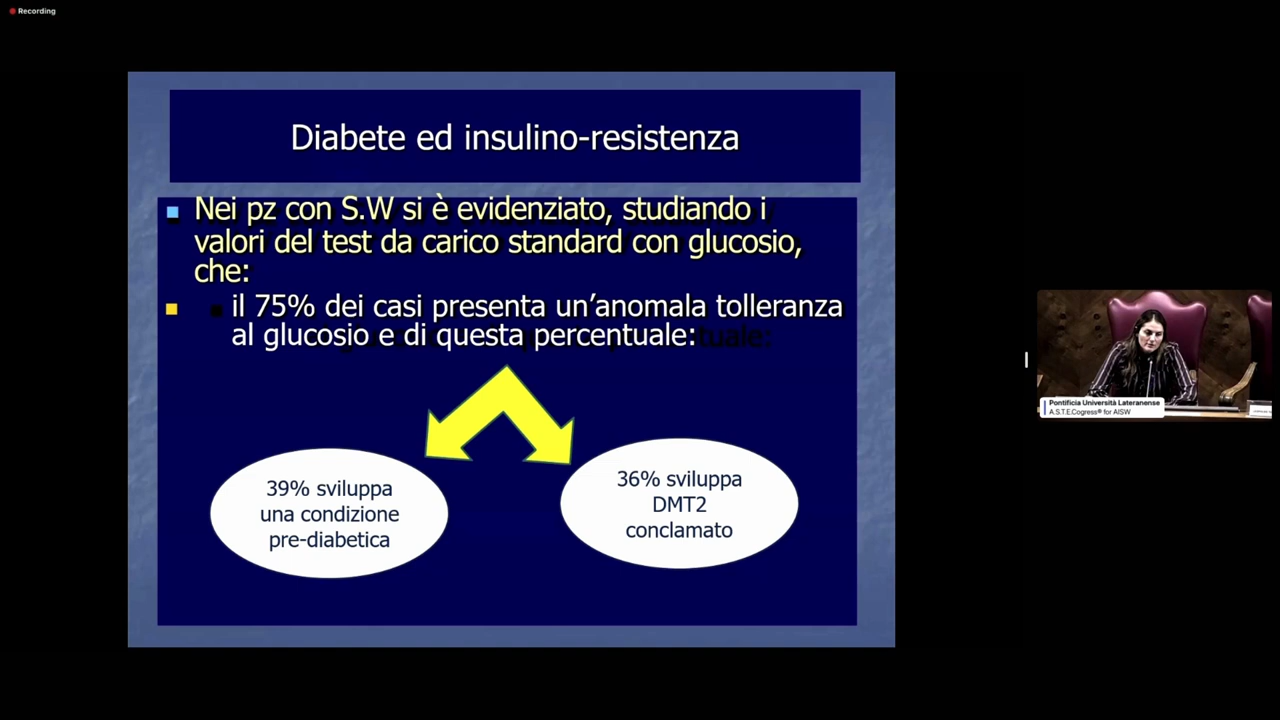 Recording
Diabete ed insulino-resistenza
Nei pz con S.W si è evidenziato, studiando i
valori del test da carico standard con glucosio,
che:
il 75% dei casi presenta un’anomala tolleranza
al glucosio e di questa percentuale:
39% sviluppa
una condizione
pre-diabetica
36% sviluppa
DMT2
conclamato
Pontificia Università Lateranense
A.S.T.E.Cogress® for AISW